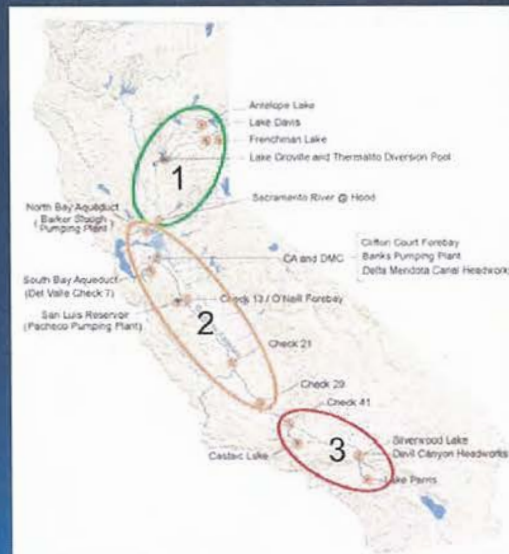 Antelope Lake
Lake Davis
Frenchman Lake
Lake Oroville and Thermalito Diversion Pool
1
Sacramento River @ Hood
North Bay Aqueduct
( Barker Slough
Pumping Plant)
CA and DMC
Clifton Court Forebay
Banks Pumping Plant
Delta Mendota Canal Headwork
South Bay Aqueduct
(Del Valle Check 7)
San Luis Reservoir
(Pacheco Pumping Plant)
Check 13 / O'Neill Forebay
2
Check 21
Check 29
Check 41
3
Castaic Lake
Silverwood Lake
Devil Canyon Headworks
Lake Perris